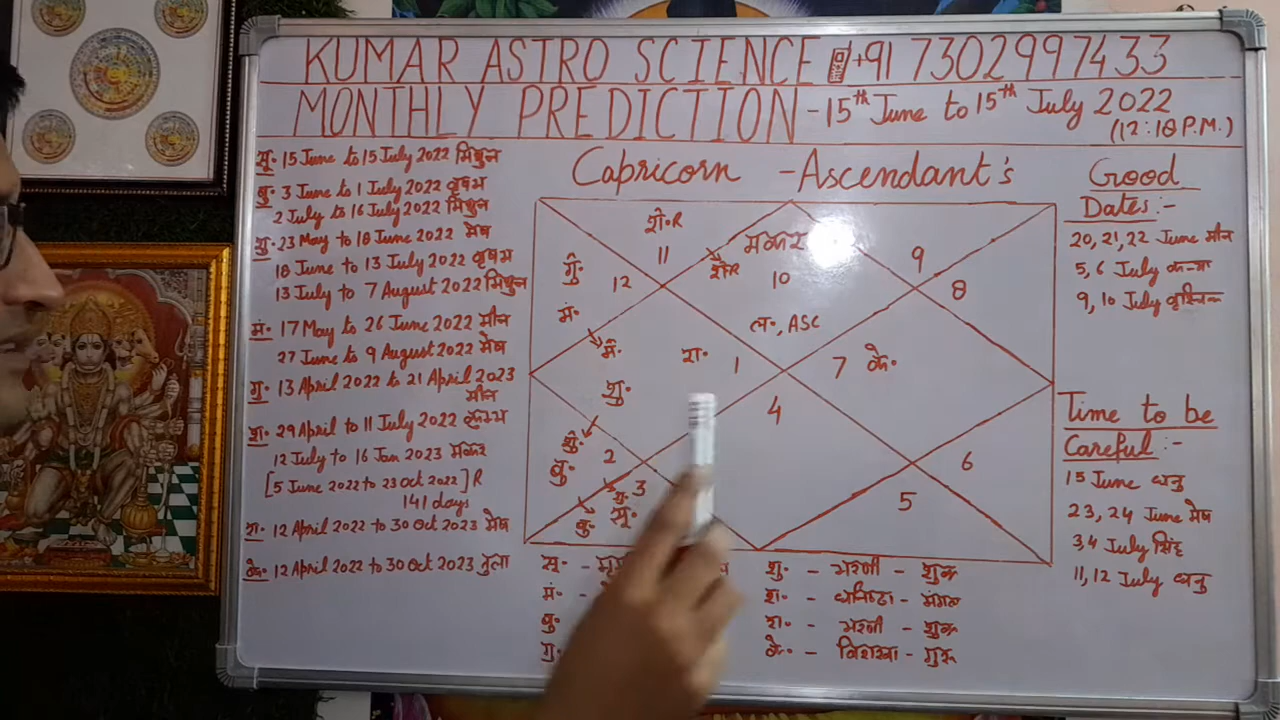 KUMAR ASTRO SCIENCE +91 7302997433
MONTHLY PREDICTION - 15th June to 15th July 2022
(12:18 P.M.)
Capricorn - Ascendant's
सू॰ 15 June to 15 July 2022 मिथुन
बु॰ 3 June to 1 July 2022 वृषभ
2 July to 16 July 2022 मिथुन
शु॰ 23 May to 18 June 2022 मेष
18 June to 13 July 2022 वृषभ
13 July to 7 August 2022 मिथुन
मं॰ 17 May to 26 June 2022 मीन
27 June to 9 August 2022 मेष
गु॰ 13 April 2022 to 21 April 2023
मीन
श॰ 29 April to 11 July 2022 कुम्भ
12 July to 16 Jan 2023 मकर
[5 June 2022 to 23 oct 2022] R
141 days
रा॰ 12 April 2022 to 30 Oct 2023 मेष
के॰ 12 April 2022 to 30 Oct 2023 तुला
R
11
मकर
R
10
ल॰, ASC
9
8
12
मं॰
मं॰
रा॰ 1
7 के॰
शु॰
4
2
बु॰
3
सू॰
बु॰
6
5
सू॰ -
मं॰ -
बु॰
गु॰
शु॰ - भरणी - शुक्र
श॰ - धनिष्ठा - मंगल
रा॰ - भरणी - शुक्र
के॰ - विशाखा - गुरू
Good
Dates:-
20, 21, 22 June मीन
5, 6 July कन्या
9, 10 July वृश्चिक
Time to be
Careful:-
15 June धनु
23, 24 June मेष
3,4 July सिंह
11, 12 July धनु